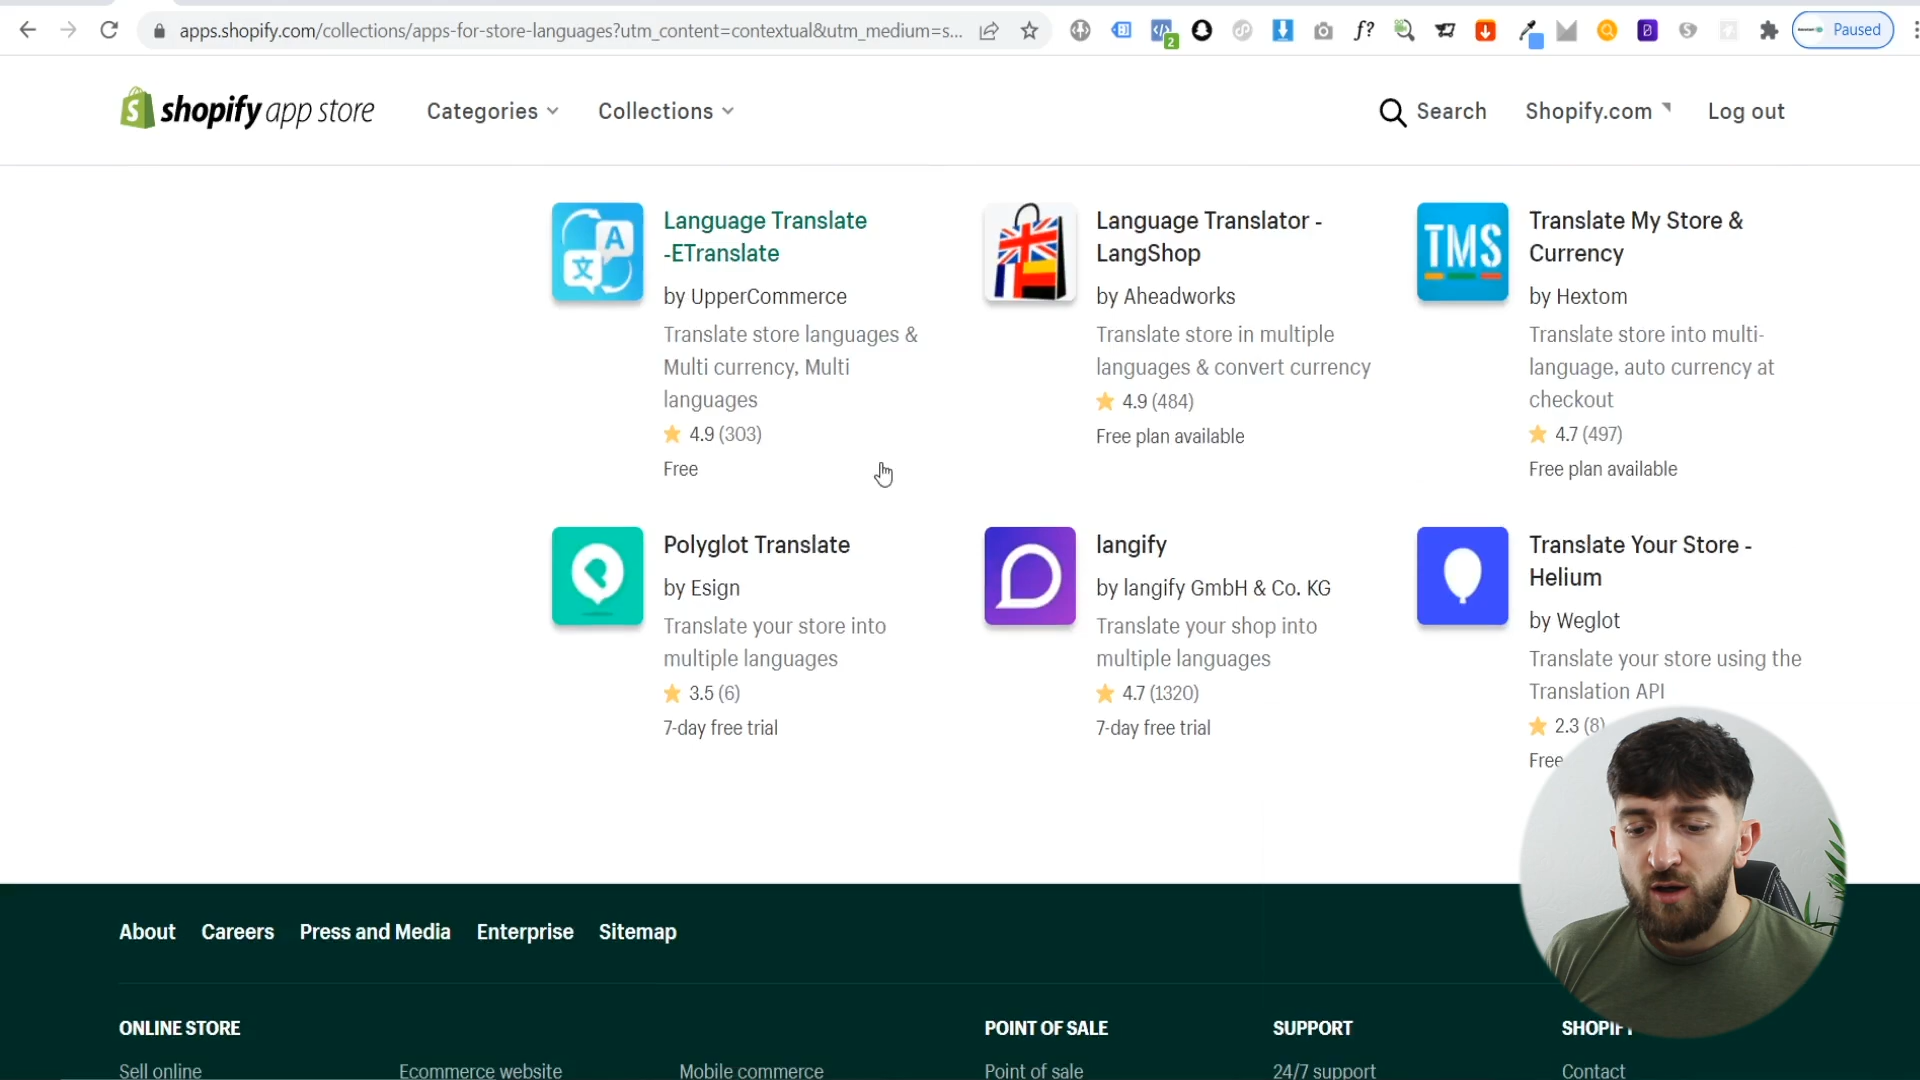 apps.shopify.com/collections/apps-for-store-languages?utm_content=contextual&utm_medium=s...
2
f?
Paused
shopify app store
Categories
Collections
Search
Shopify.com
Log out
Language Translate
-ETranslate
by UpperCommerce
Translate store languages &
Multi currency, Multi
languages
4.9 (303)
Free
Language Translator -
LangShop
by Aheadworks
Translate store in multiple
languages & convert currency
4.9 (484)
Free plan available
TMS
Translate My Store &
Currency
by Hextom
Translate store into multi-
language, auto currency at
checkout
4.7 (497)
Free plan available
Polyglot Translate
by Esign
Translate your store into
multiple languages
3.5 (6)
7-day free trial
langify
by langify GmbH & Co. KG
Translate your shop into
multiple languages
4.7 (1320)
7-day free trial
Translate Your Store -
Helium
by Weglot
Translate your store using the
Translation API
2.3 (8)
Free
About
Careers
Press and Media
Enterprise
Sitemap
ONLINE STORE
POINT OF SALE
SUPPORT
Sell online
Ecommerce website
Mobile commerce
Point of sale
24/7 support
Contact